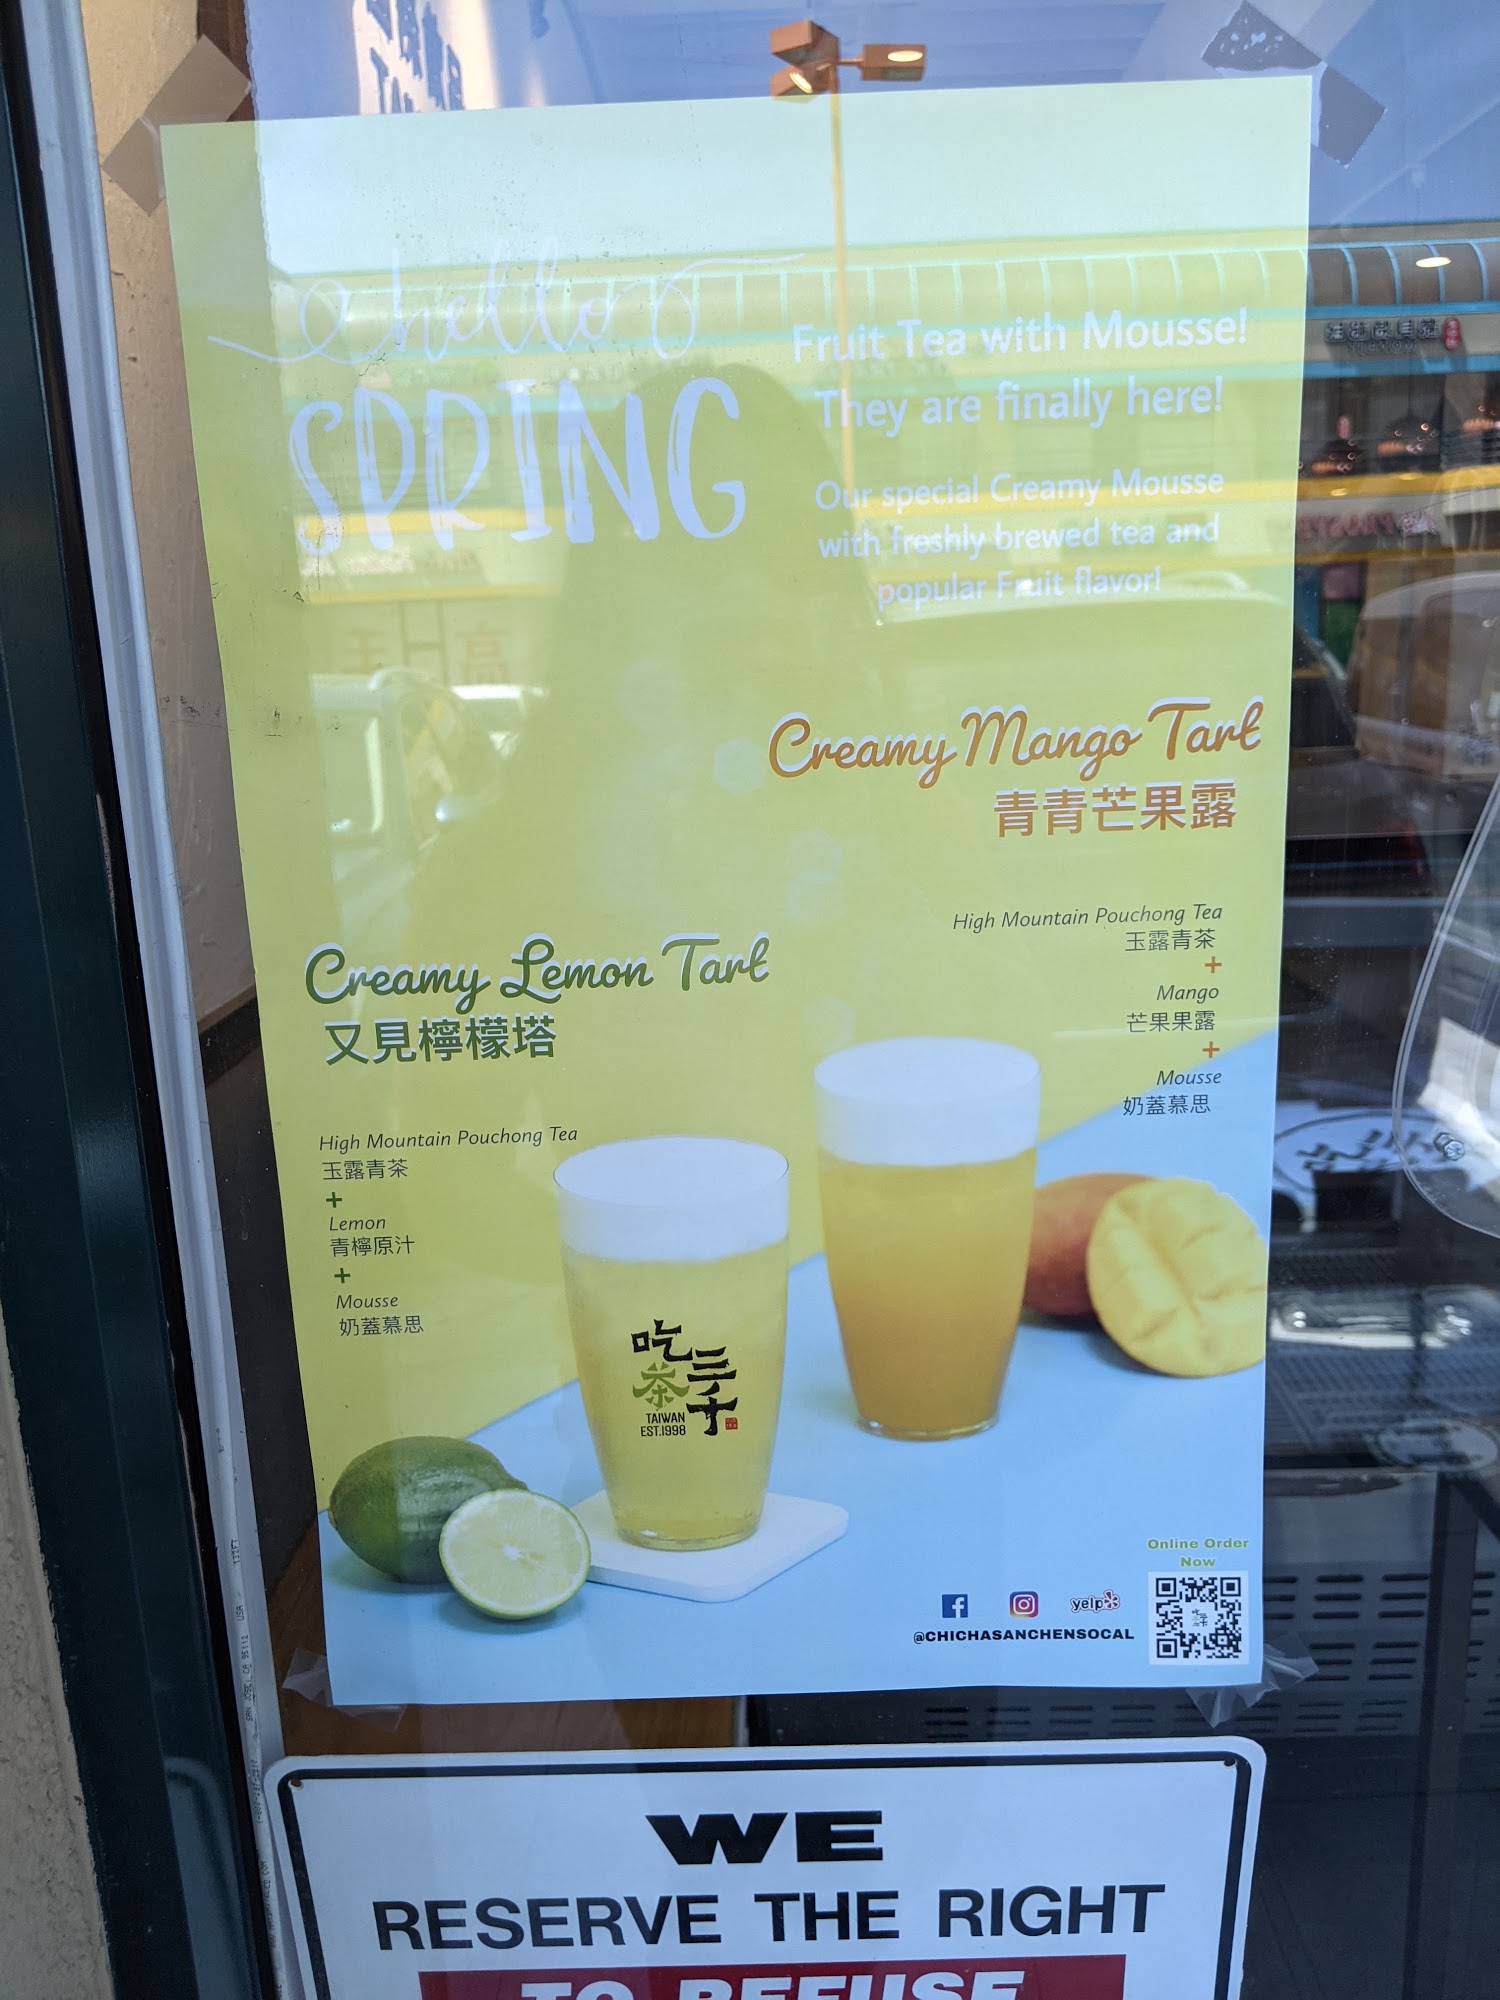 hello
SPRING
Fruit Tea with Mousse!
They are finally here!
Our special Creamy Mousse
with freshly brewed tea and
popular Fruit flavor!
Creamy Mango Tart
青青芒果露
High Mountain Pouchong Tea
玉露青茶
+
Mango
芒果果露
+
Mousse
奶蓋慕思
Creamy Lemon Tart
又見檸檬塔
High Mountain Pouchong Tea
玉露青茶
+
Lemon
青檸原汁
+
Mousse
奶蓋慕思
吃茶三千
TAIWAN
EST.1998
Online Order
Now
yelp
@CHICHASANCHENSOCAL
WE
RESERVE THE RIGHT
TO REFUSE